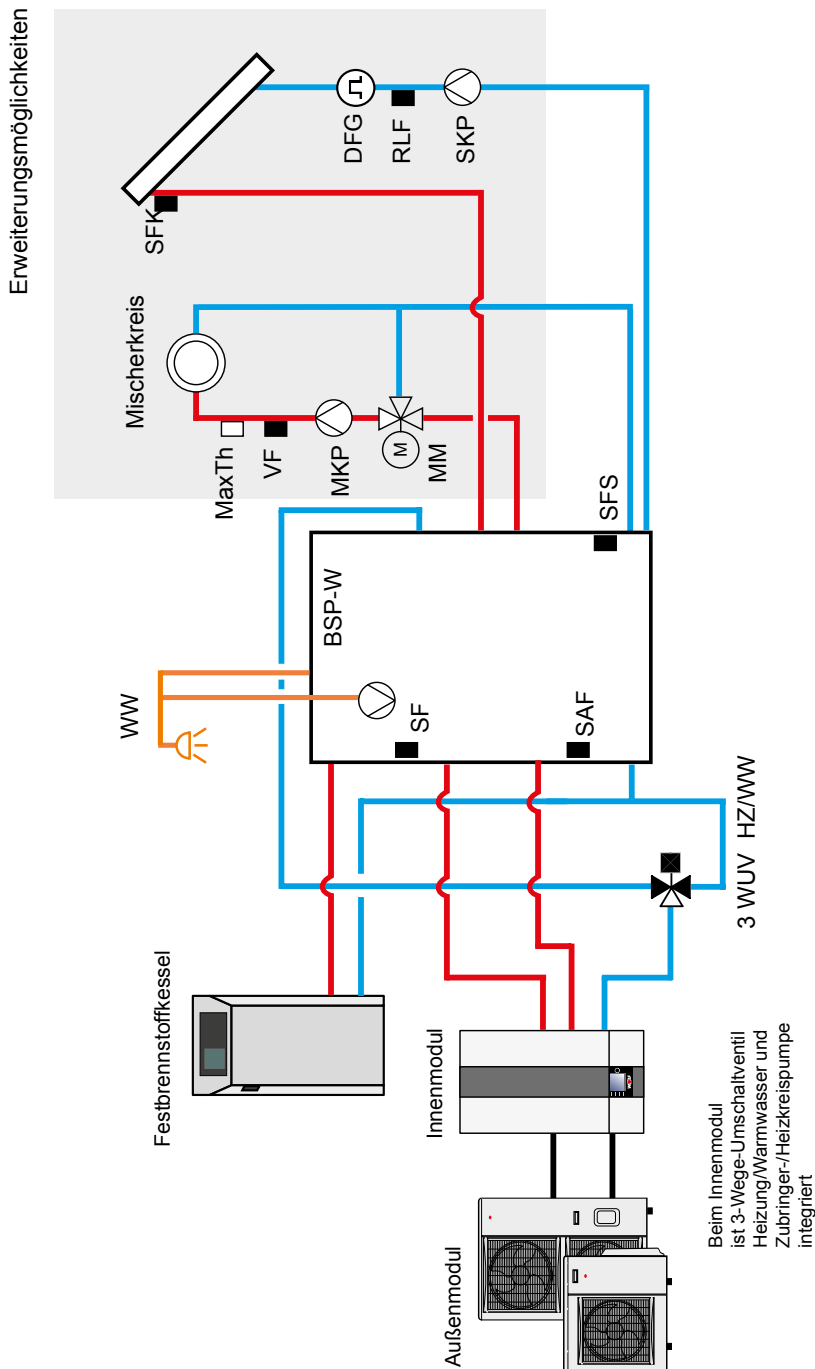 Außenmodul
Innenmodul
Festbrennstoffkessel
Beim Innenmodul
ist 3-Wege-Umschaltventil
Heizung/Warmwasser und
Zubringer-/Heizkreispumpe
integriert
3 WUV HZ/WW
WW
BSP-W
SF
SAF
SFS
Erweiterungsmöglichkeiten
Mischerkreis
MaxTh
VF
MKP
MM
M
SFK
DFG
RLF
SKP